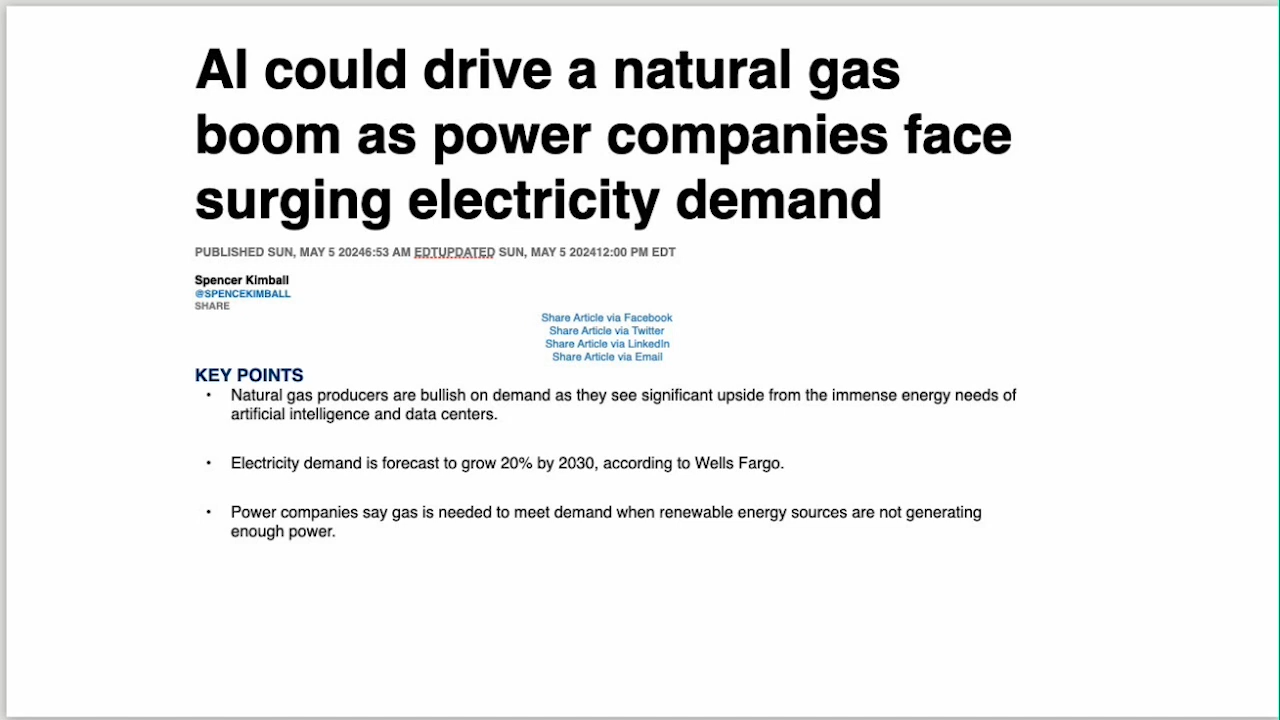 AI could drive a natural gas
boom as power companies face
surging electricity demand
PUBLISHED SUN, MAY 5 20246:53 AM EDTUPDATED SUN, MAY 5 202412:00 PM EDT
Spencer Kimball
@SPENCEKIMBALL
SHARE
Share Article via Facebook
Share Article via Twitter
Share Article via LinkedIn
Share Article via Email
KEY POINTS
• Natural gas producers are bullish on demand as they see significant upside from the immense energy needs of
artificial intelligence and data centers.
• Electricity demand is forecast to grow 20% by 2030, according to Wells Fargo.
• Power companies say gas is needed to meet demand when renewable energy sources are not generating
enough power.